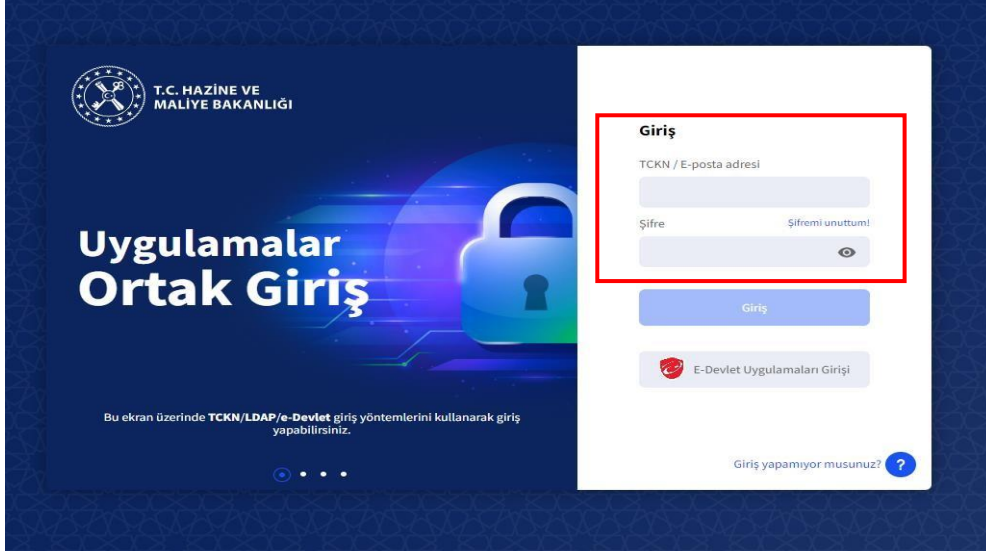 T.C. HAZİNE VE
MALİYE BAKANLIĞI
Uygulamalar
Ortak Giriş
Bu ekran üzerinde TCKN/LDAP/e-Devlet giriş yöntemlerini kullanarak giriş
yapabilirsiniz.
Giriş
TCKN / E-posta adresi
Şifre
Şifremi unuttum!
Giriş
E-Devlet Uygulamaları Girişi
Giriş yapamıyor musunuz? ?